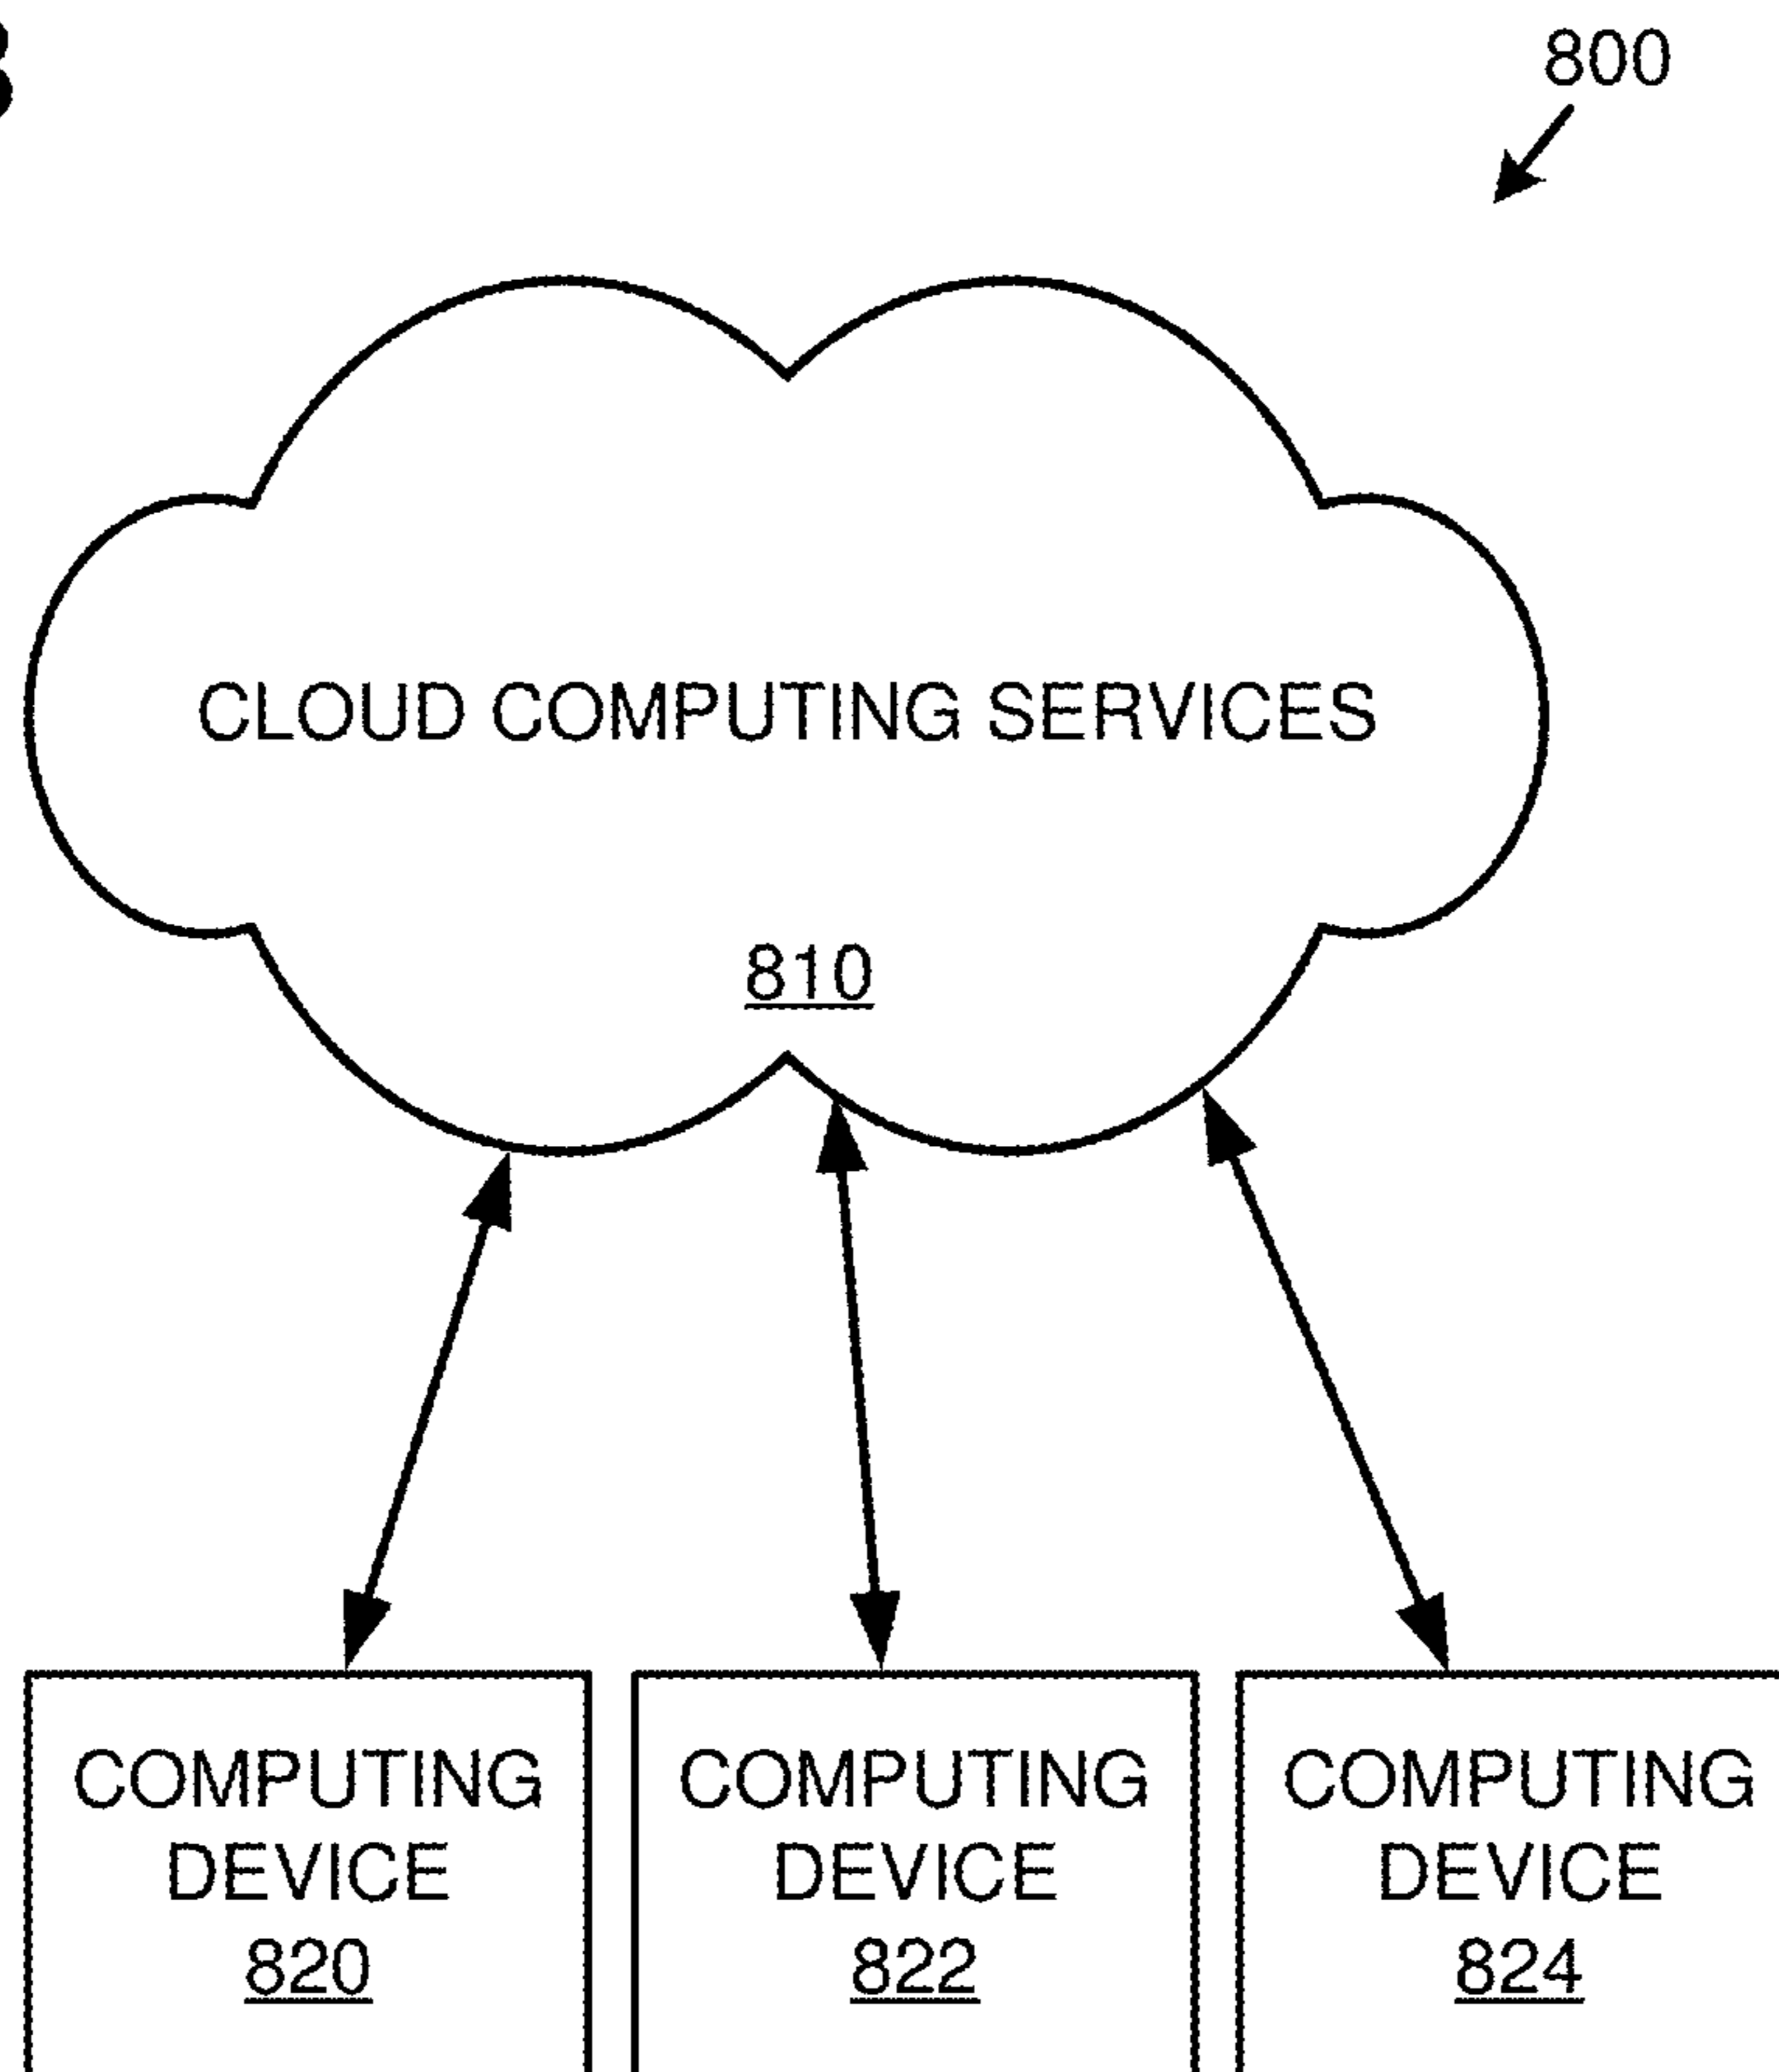 800
CLOUD COMPUTING SERVICES
810
COMPUTING
DEVICE
820
COMPUTING
DEVICE
822
COMPUTING
DEVICE
824